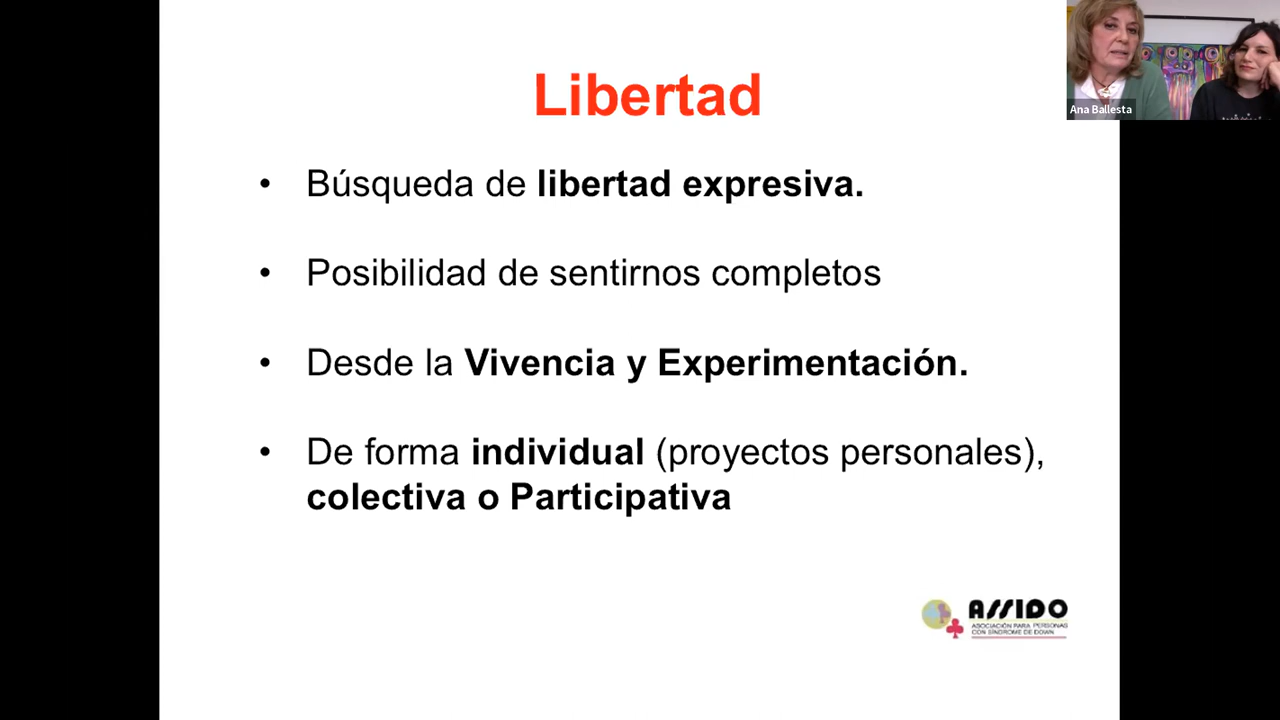 Libertad
• Búsqueda de libertad expresiva.
• Posibilidad de sentirnos completos
• Desde la Vivencia y Experimentación.
• De forma individual (proyectos personales),
colectiva o Participativa
ASSIDO
ASOCIACIÓN PARA PERSONAS
CON SÍNDROME DE DOWN
Ana Ballesta